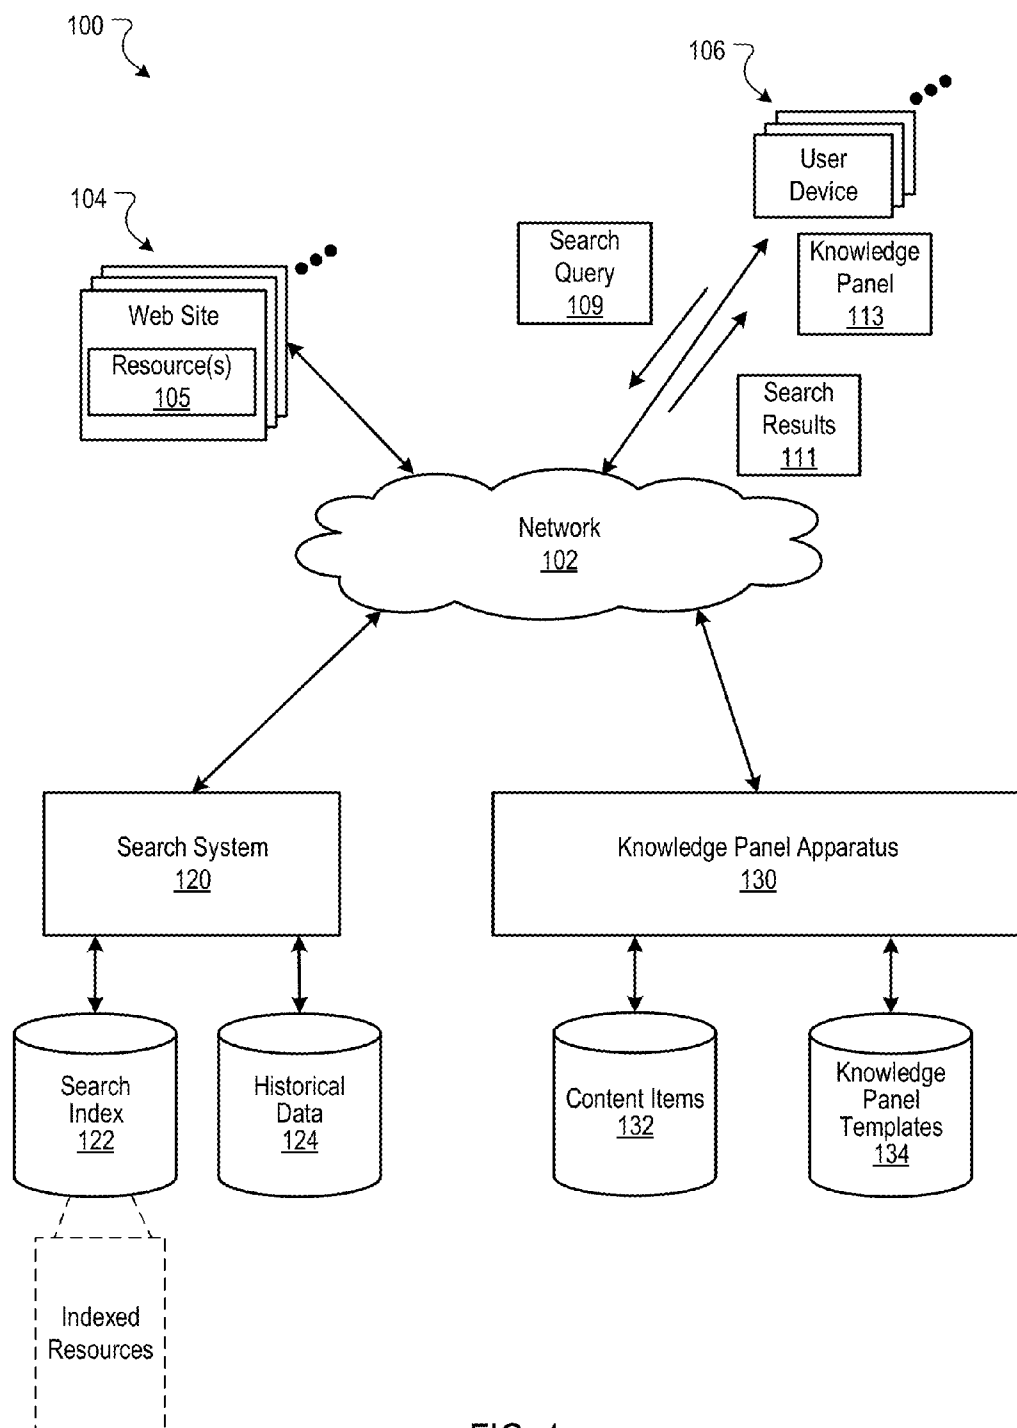 100
106
User
Device
104
Search
Query
109
Knowledge
Panel
113
Web Site
Resource(s)
105
Search
Results
111
Network
102
Search System
120
Knowledge Panel Apparatus
130
Search
Index
122
Historical
Data
124
Content Items
132
Knowledge
Panel
Templates
134
Indexed
Resources